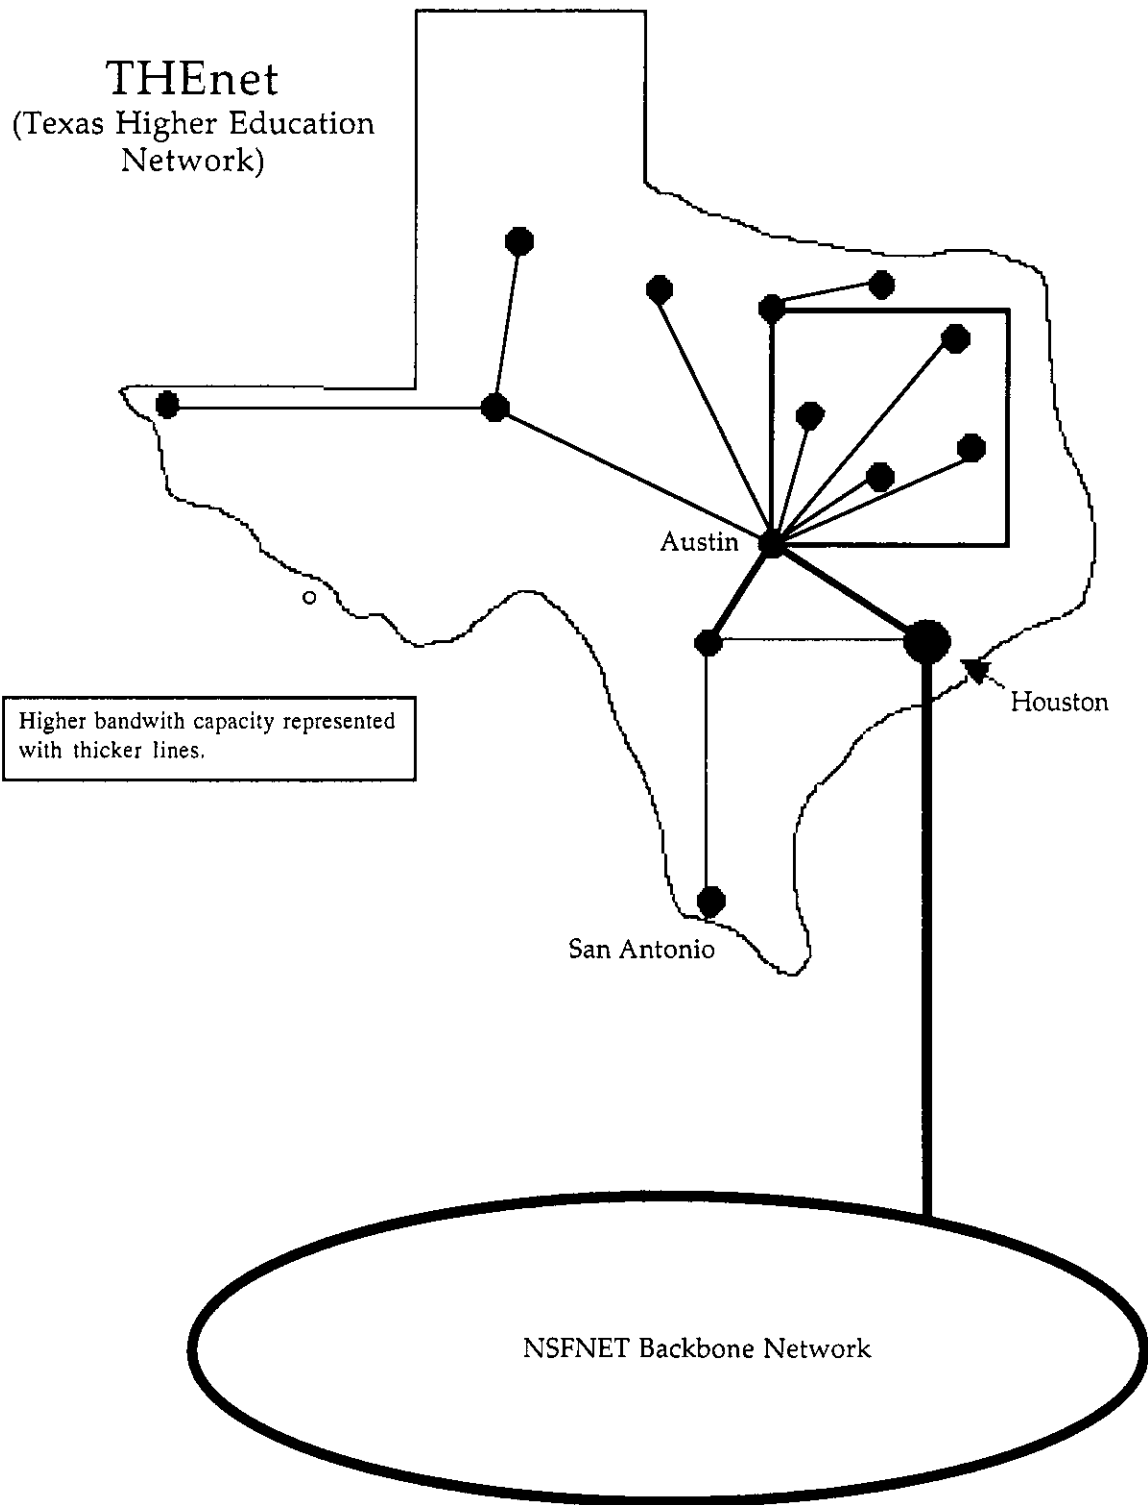 THEnet
(Texas Higher Education
Network)
Austin
Houston
Higher bandwith capacity represented
with thicker lines.
San Antonio
NSFNET Backbone Network